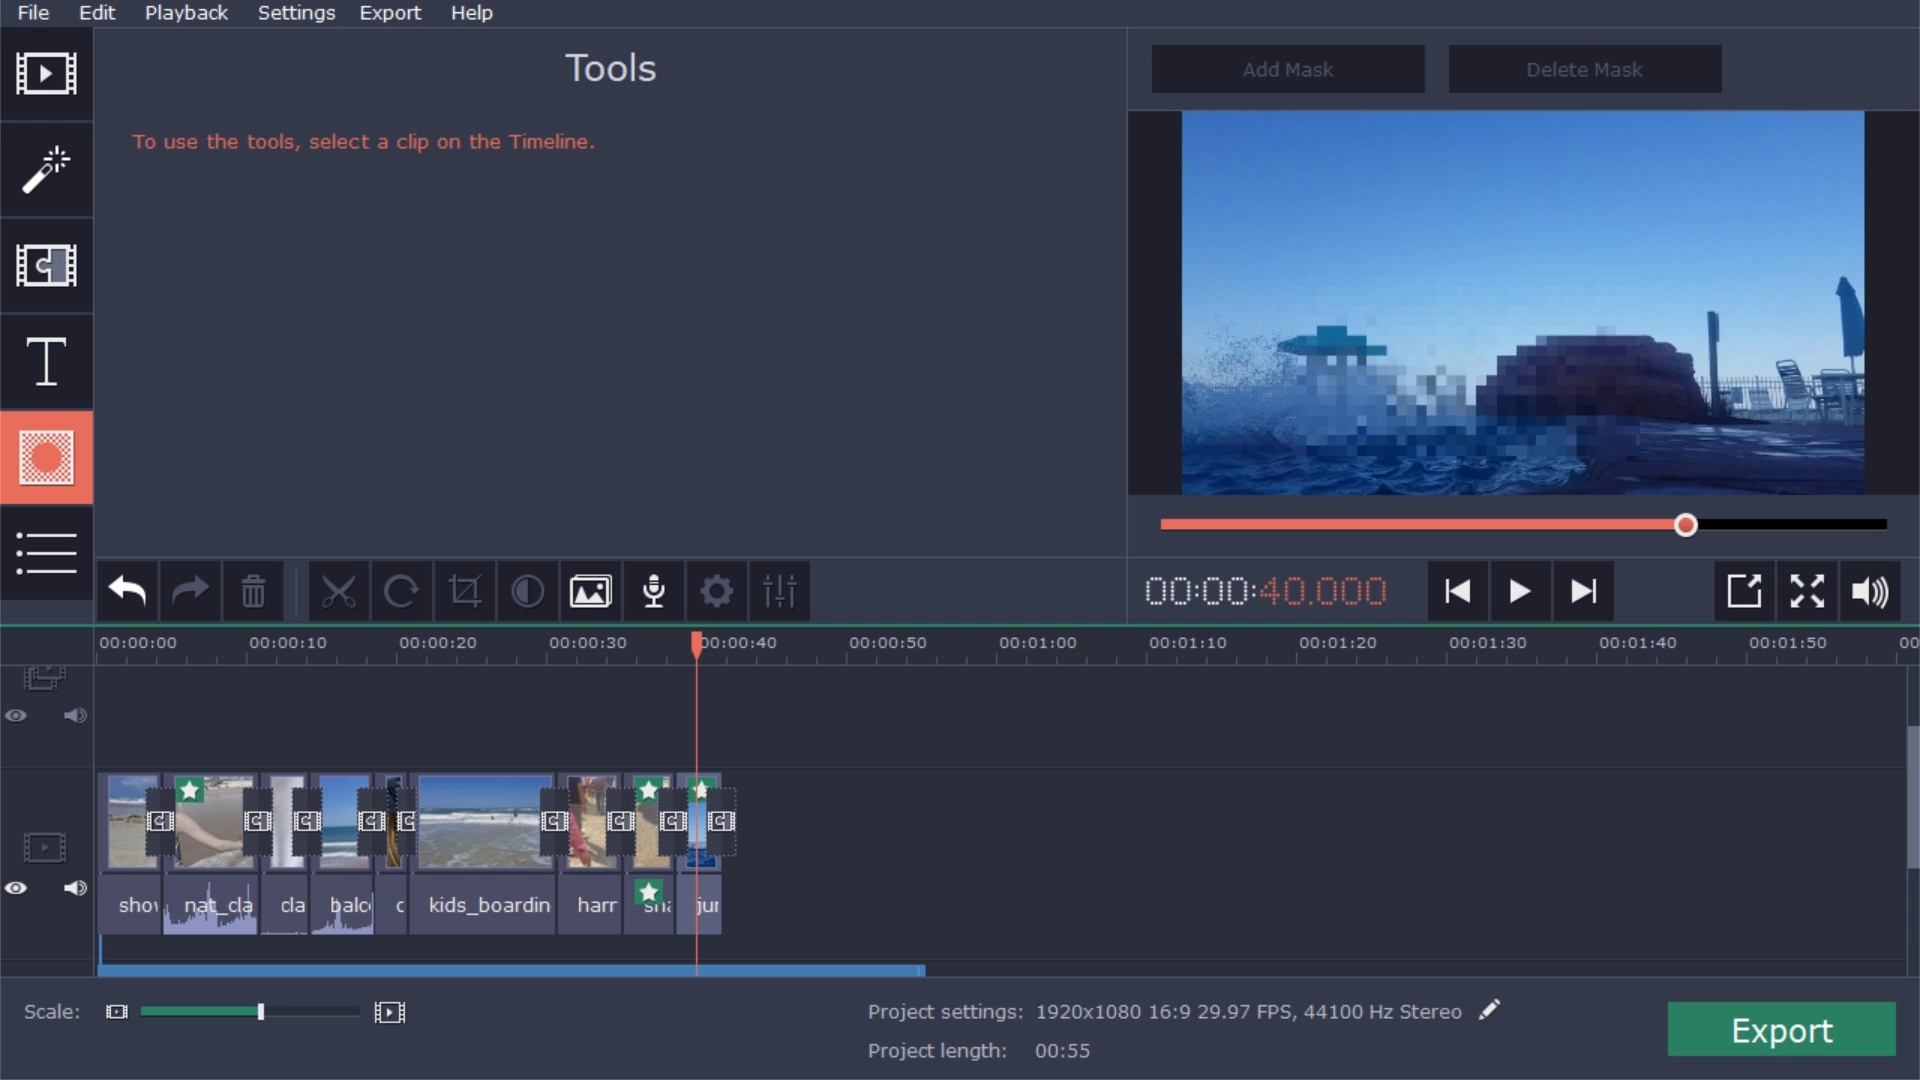 File Edit Playback Settings Export Help
Tools
Add Mask Delete Mask
To use the tools, select a clip on the Timeline.
T
00:00:40.000
00:00:00 00:00:10 00:00:20 00:00:30 00:00:40 00:00:50 00:01:00 00:01:10 00:01:20 00:01:30 00:01:40 00:01:50 00
nat_cla cla balc kids_boardin harr
Scale:
Project settings: 1920x1080 16:9 29.97 FPS, 44100 Hz Stereo
Project length: 00:55
Export